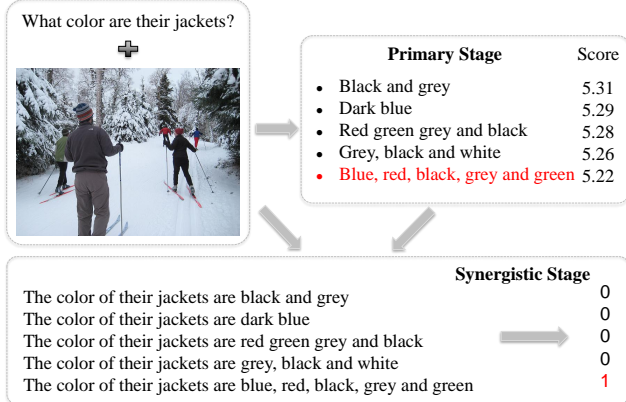 What color are their jackets?
Primary Stage Score
• Black and grey 5.31
• Dark blue 5.29
• Red green grey and black 5.28
• Grey, black and white 5.26
• Blue, red, black, grey and green 5.22
Synergistic Stage
The color of their jackets are black and grey 0
The color of their jackets are dark blue 0
The color of their jackets are red green grey and black 0
The color of their jackets are grey, black and white 0
The color of their jackets are blue, red, black, grey and green 1